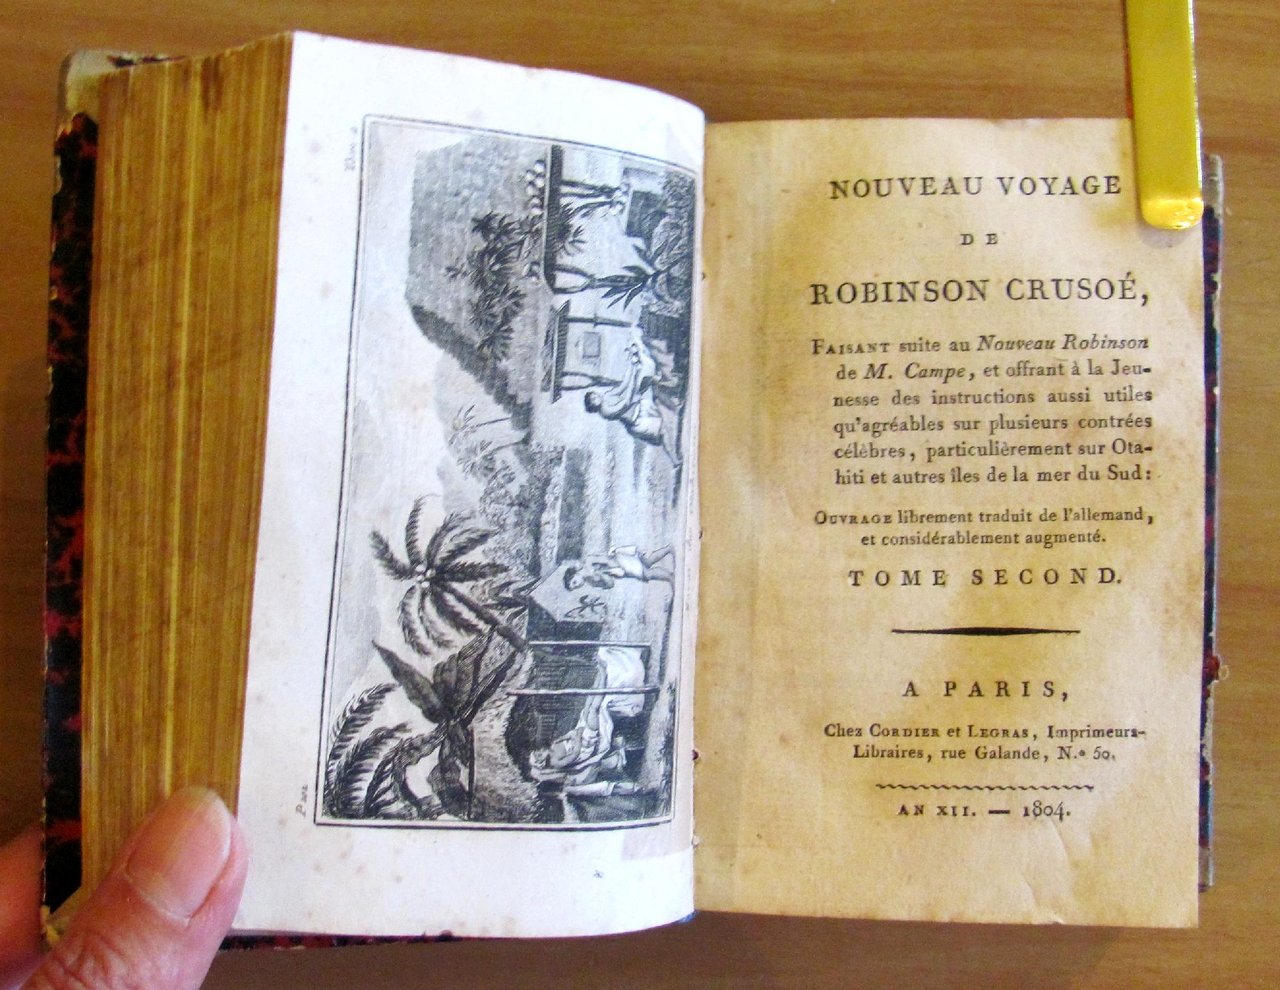 Tom. 2
P. 202
NOUVEAU VOYAGE
DE
ROBINSON CRUSOÉ,
FAISANT suite au Nouveau Robinson
de M. Campe, et offrant à la Jeu-
nesse des instructions aussi utiles
qu'agréables sur plusieurs contrées
célèbres, particulièrement sur Ota-
hiti et autres îles de la mer du Sud:
OUVRAGE librement traduit de l'allemand,
et considérablement augmenté.
TOME SECOND.
A PARIS,
Chez CORDIER et LEGRAS, Imprimeurs-
Libraires, rue Galande, N.° 50.
AN XII. — 1804.